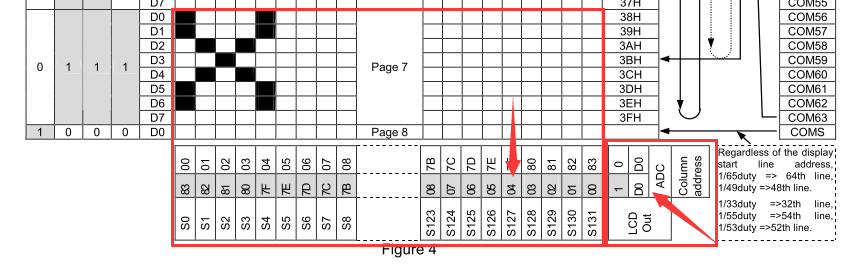 D7 37H COM55
D0 38H COM56
D1 39H COM57
D2 3AH COM58
0 1 1 1 D3 Page 7 3BH COM59
D4 3CH COM60
D5 3DH COM61
D6 3EH COM62
D7 3FH COM63
1 0 0 0 D0 Page 8 COMS
00 01 02 03 04 05 06 07 08 7B 7C 7D 7E 80 81 82 83 0 D0
83 82 81 80 7F 7E 7D 7C 7B 08 07 06 05 04 03 02 01 00 1 D0
ADC
Column
address
S0 S1 S2 S3 S4 S5 S6 S7 S8 S123 S124 S125 S126 S127 S128 S129 S130 S131
LCD
Out
Regardless of the display
start line address,
1/65duty => 64th line,
1/49duty =>48th line.
1/33duty =>32th line,
1/55duty =>54th line,
1/53duty =>52th line.
Figure 4